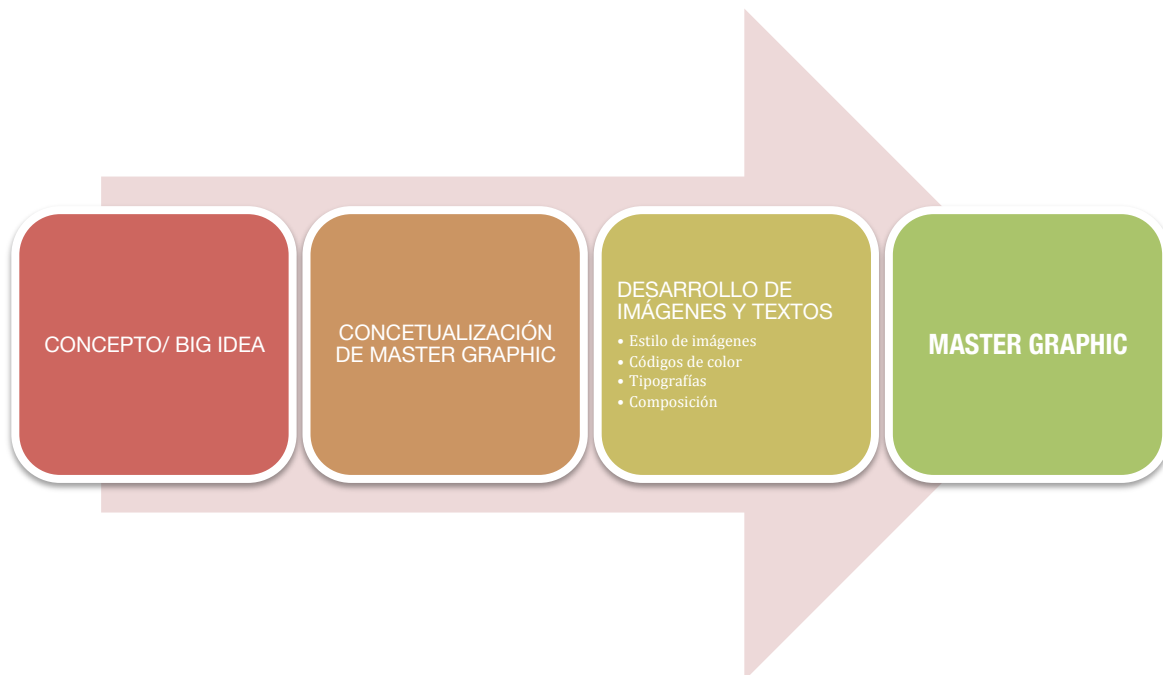 CONCEPTO/ BIG IDEA
CONCETUALIZACIÓN
DE MASTER GRAPHIC
DESARROLLO DE
IMÁGENES Y TEXTOS
• Estilo de imágenes
• Códigos de color
• Tipografías
• Composición
MASTER GRAPHIC